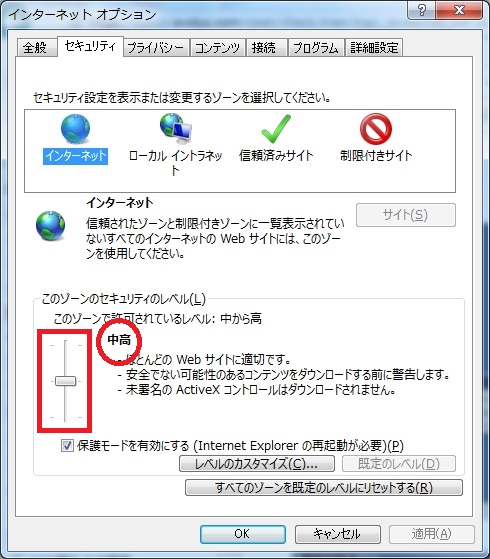 インターネット オプション
全般 セキュリティ プライバシー コンテンツ 接続 プログラム 詳細設定
セキュリティ設定を表示または変更するゾーンを選択してください。
インターネット ローカル イントラネッ 信頼済みサイト 制限付きサイト
ト
インターネット
サイト(S)
信頼されたゾーンと制限付きゾーンに一覧表示されてい
ないすべてのインターネットの Web サイトには、このゾー
ンを使用してください。
このゾーンのセキュリティのレベル(L)
このゾーンで許可されているレベル: 中から高
中高
- ほとんどの Web サイトに適切です。
- 安全でない可能性のあるコンテンツをダウンロードする前に警告します。
- 未署名の ActiveX コントロールはダウンロードされません。
保護モードを有効にする (Internet Explorer の再起動が必要)(P)
レベルのカスタマイズ(C)... 既定のレベル(D)
すべてのゾーンを既定のレベルにリセットする(R)
OK キャンセル 適用(A)